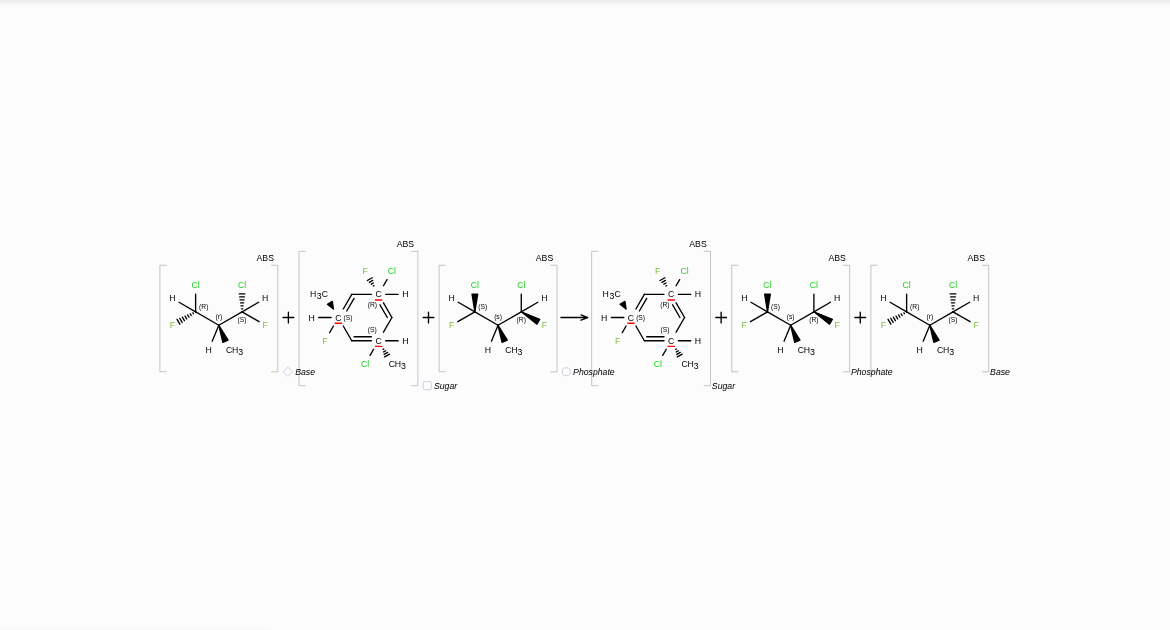 ABS ABS ABS ABS ABS ABS
F Cl F Cl
Cl Cl Cl Cl Cl Cl Cl Cl
H H H₃C C H H H H₃C C H H H H H
(R) (R) (S) (R) (S) (R)
F (r) (S) F H C (S) F (s) (R) F H C (S) F (s) (R) F F (r) (S) F
(S) (S)
F C H F C H
H CH₃ H CH₃ H CH₃ H CH₃
Cl CH₃ Cl CH₃
Base Phosphate Phosphate Base
Sugar Sugar